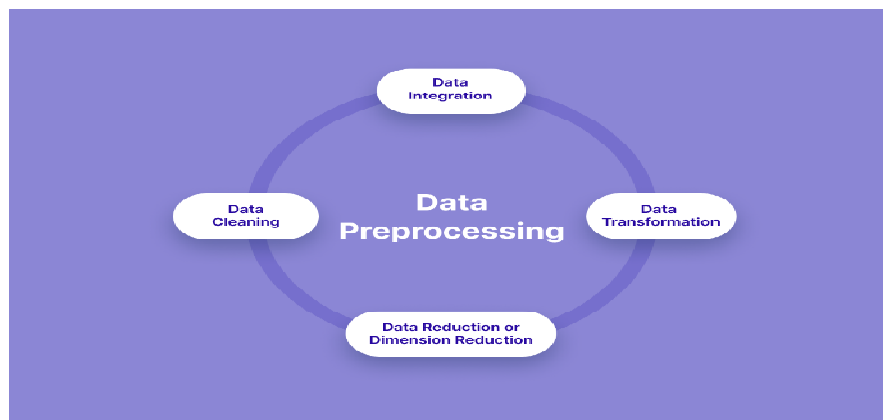 Data
Integration
Data
Cleaning
Data
Preprocessing
Data
Transformation
Data Reduction or
Dimension Reduction